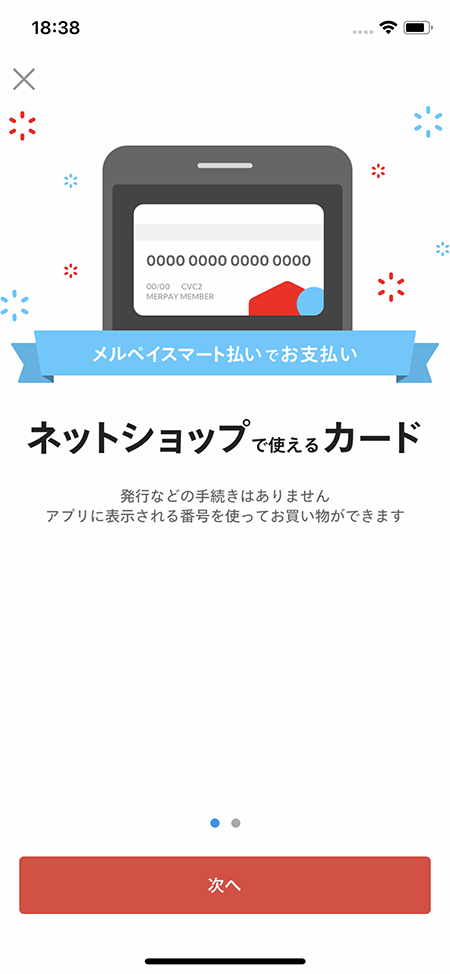 18:38
0000 0000 0000 0000
00/00 CVC2
MERPAY MEMBER
メルペイスマート払いでお支払い
ネットショップで使えるカード
発行などの手続きはありません
アプリに表示される番号を使ってお買い物ができます
次へ